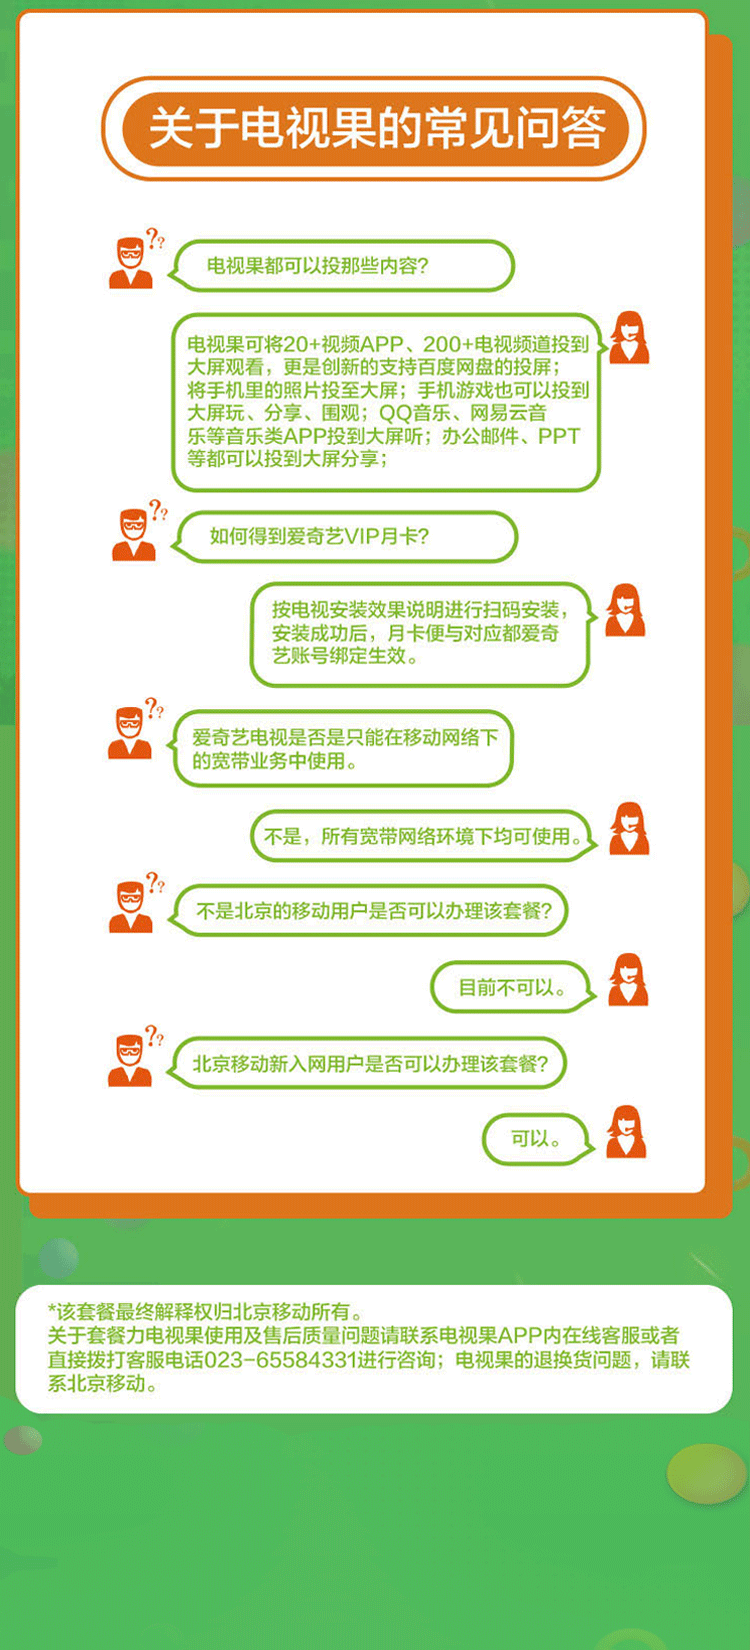 关于电视果的常见问答
??
电视果都可以投那些内容?
电视果可将20+视频APP、200+电视频道投到
大屏观看，更是创新的支持百度网盘的投屏；
将手机里的照片投至大屏；手机游戏也可以投到
大屏玩、分享、围观；QQ音乐、网易云音
乐等音乐类APP投到大屏听；办公邮件、PPT
等都可以投到大屏分享；
??
如何得到爱奇艺VIP月卡?
按电视安装效果说明进行扫码安装，
安装成功后，月卡便与对应都爱奇
艺账号绑定生效。
??
爱奇艺电视是否是只能在移动网络下
的宽带业务中使用。
不是，所有宽带网络环境下均可使用。
??
不是北京的移动用户是否可以办理该套餐?
目前不可以。
??
北京移动新入网用户是否可以办理该套餐?
可以。
*该套餐最终解释权归北京移动所有。
关于套餐力电视果使用及售后质量问题请联系电视果APP内在线客服或者
直接拨打客服电话023-65584331进行咨询；电视果的退换货问题，请联
系北京移动。